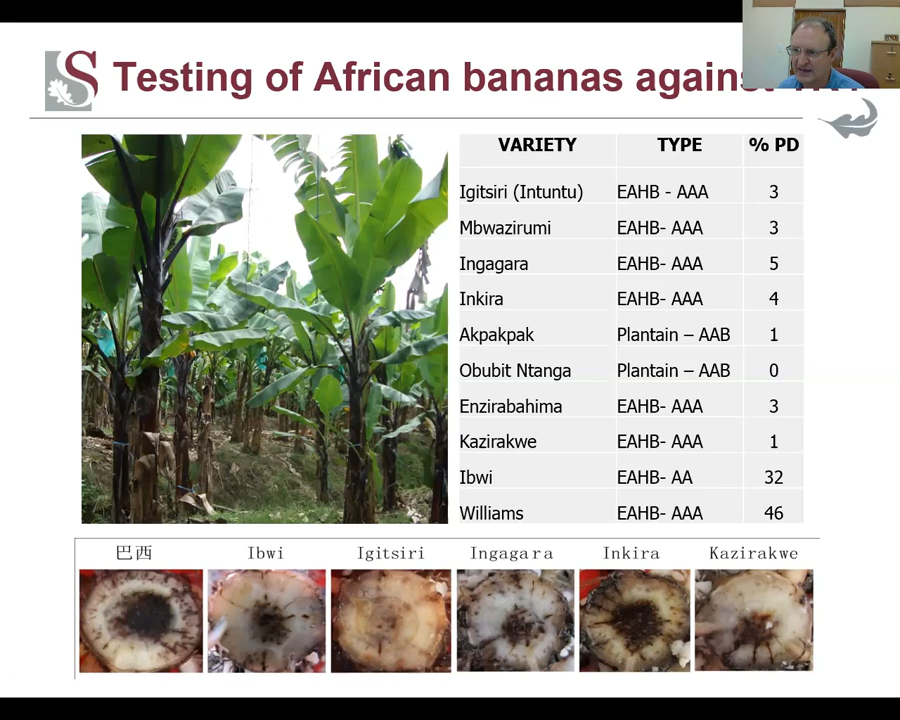 S
Testing of African bananas against
VARIETY TYPE % PD
Igitsiri (Intuntu) EAHB - AAA 3
Mbwazirumi EAHB- AAA 3
Ingagara EAHB- AAA 5
Inkira EAHB- AAA 4
Akpakpak Plantain – AAB 1
Obubit Ntanga Plantain – AAB 0
Enzirabahima EAHB- AAA 3
Kazirakwe EAHB- AAA 1
Ibwi EAHB- AA 32
Williams EAHB- AAA 46
巴西 Ibwi Igitsiri Ingagara Inkira Kazirakwe